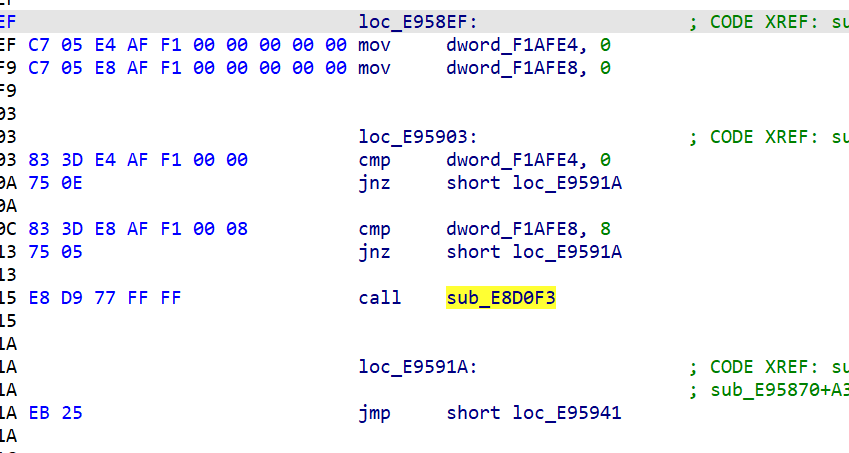 EF loc_E958EF: ; CODE XREF: su
EF C7 05 E4 AF F1 00 00 00 00 00 mov dword_F1AFE4, 0
F9 C7 05 E8 AF F1 00 00 00 00 00 mov dword_F1AFE8, 0
F9
03
03 loc_E95903: ; CODE XREF: su
03 83 3D E4 AF F1 00 00 cmp dword_F1AFE4, 0
0A 75 0E jnz short loc_E9591A
0A
0C 83 3D E8 AF F1 00 08 cmp dword_F1AFE8, 8
13 75 05 jnz short loc_E9591A
13
15 E8 D9 77 FF FF call sub_E8D0F3
15
1A
1A loc_E9591A: ; CODE XREF: su
1A ; sub_E95870+A3
1A EB 25 jmp short loc_E95941
1A